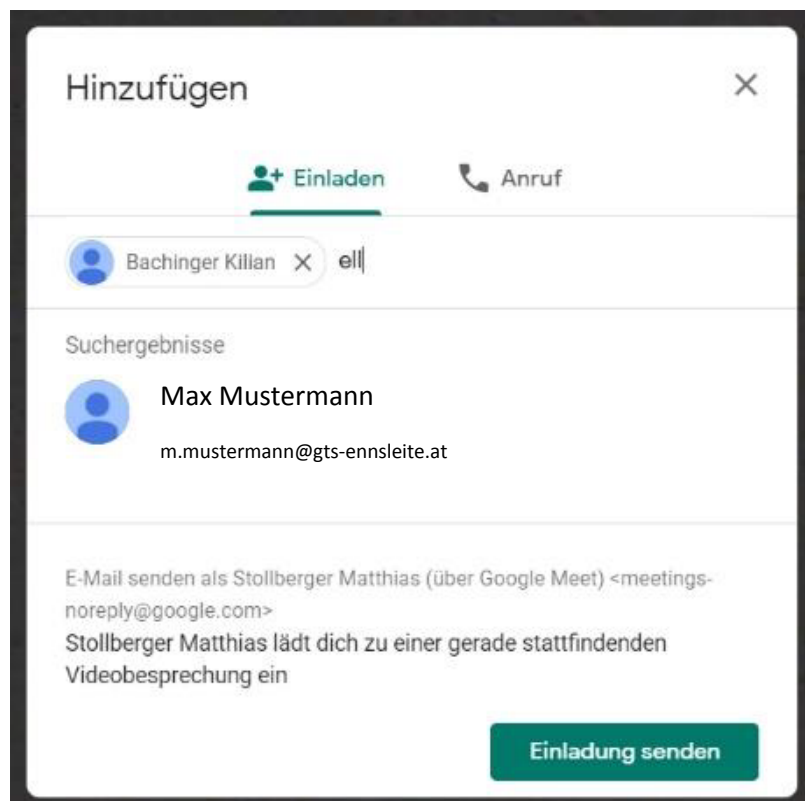 Hinzufügen
Einladen Anruf
Bachinger Kilian ell
Suchergebnisse
Max Mustermann
m.mustermann@gts-ennsleite.at
E-Mail senden als Stollberger Matthias (über Google Meet) <meetings-
noreply@google.com>
Stollberger Matthias lädt dich zu einer gerade stattfindenden
Videobesprechung ein
Einladung senden